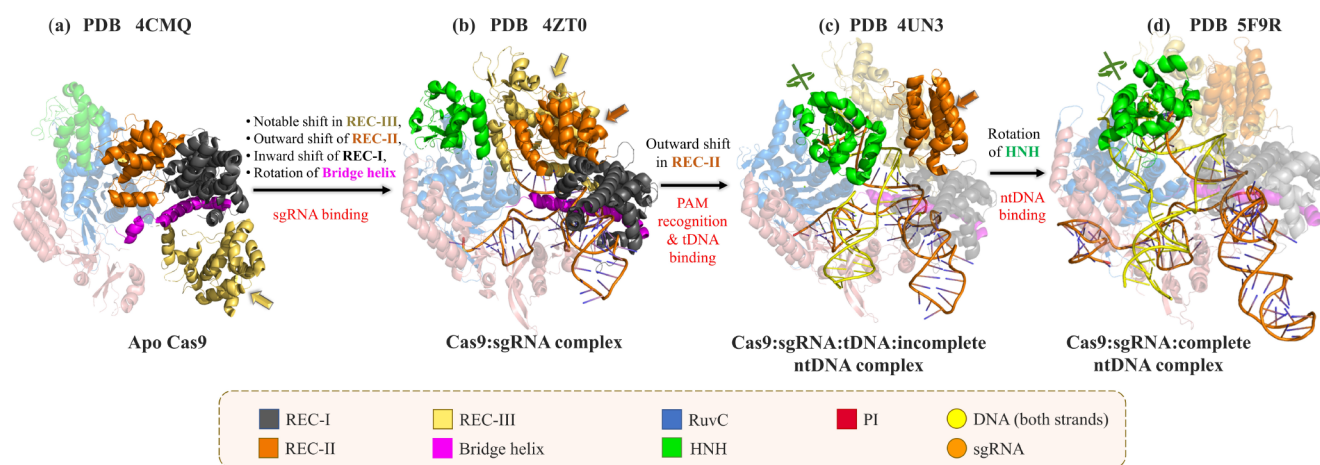 (a) PDB 4CMQ
(b) PDB 4ZT0
(c) PDB 4UN3
(d) PDB 5F9R
• Notable shift in REC-III,
• Outward shift of REC-II,
• Inward shift of REC-I,
• Rotation of Bridge helix
sgRNA binding
Outward shift
in REC-II
PAM
recognition
& tDNA
binding
Rotation
of HNH
ntDNA
binding
Apo Cas9
Cas9:sgRNA complex
Cas9:sgRNA:tDNA:incomplete
ntDNA complex
Cas9:sgRNA:complete
ntDNA complex
REC-I
REC-III
RuvC
PI
DNA (both strands)
REC-II
Bridge helix
HNH
sgRNA